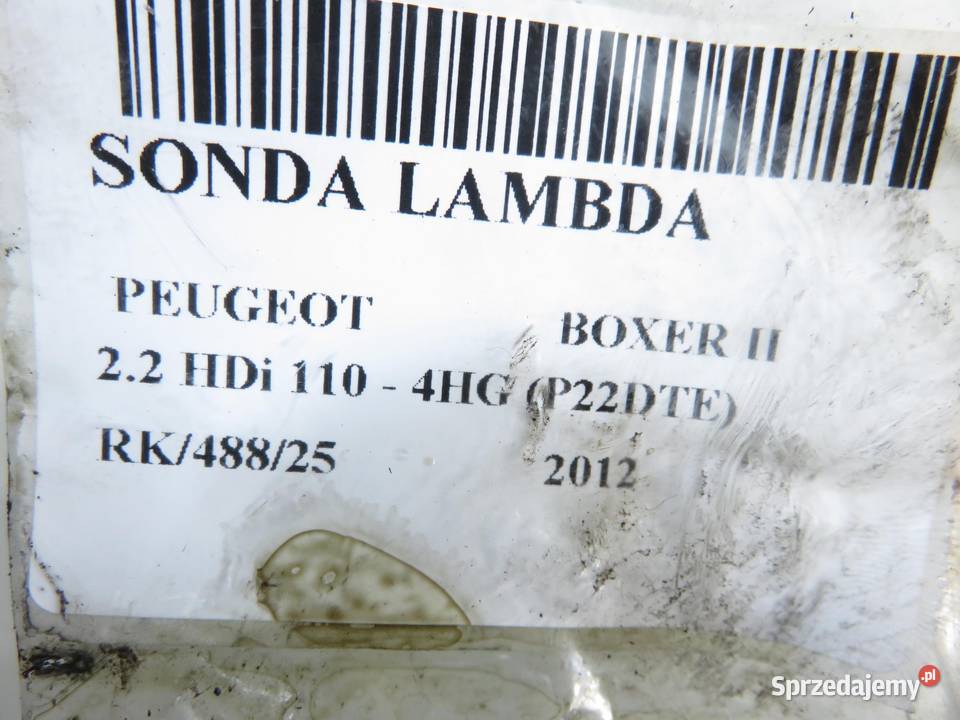 SONDA LAMBDA
PEUGEOT BOXER II
2.2 HDi 110 - 4HG (P22DTE)
RK/488/25 2012
Sprzedajemy.pl